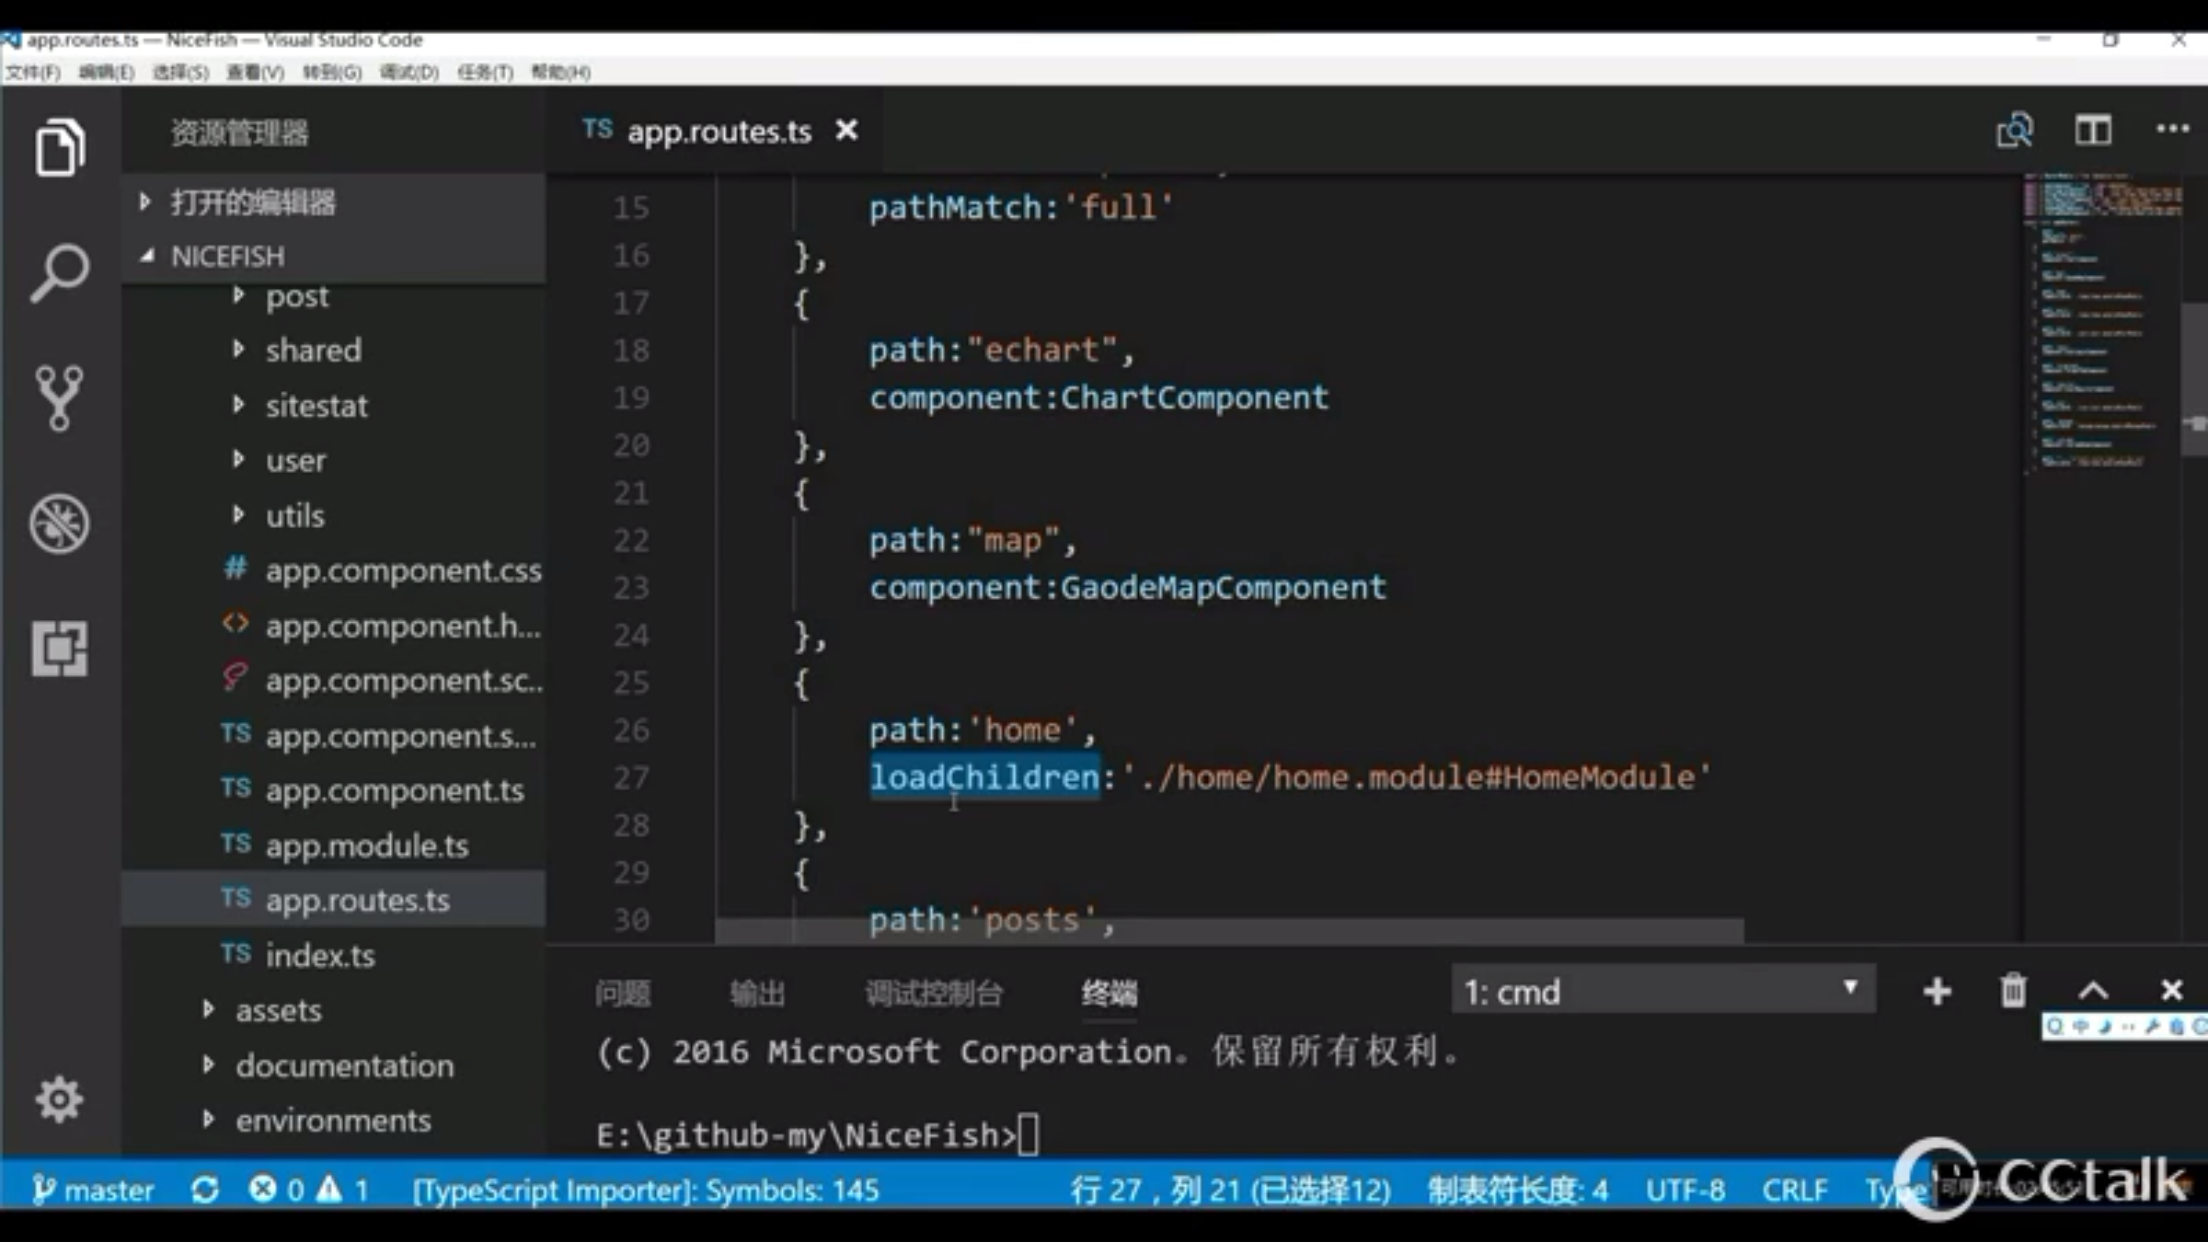 app.routes.ts — NiceFish — Visual Studio Code
文件(F) 编辑(E) 选择(S) 查看(V) 转到(G) 调试(D) 任务(T) 帮助(H)
资源管理器
打开的编辑器
NICEFISH
post
shared
sitestat
user
utils
# app.component.css
<> app.component.h...
app.component.sc..
TS app.component.s...
TS app.component.ts
TS app.module.ts
TS app.routes.ts
TS index.ts
assets
documentation
environments
TS app.routes.ts
15 pathMatch:'full'
16 },
17 {
18 path:"echart",
19 component:ChartComponent
20 },
21 {
22 path:"map",
23 component:GaodeMapComponent
24 },
25 {
26 path:'home',
27 loadChildren:'./home/home.module#HomeModule'
28 },
29 {
30 path:'posts',
问题 输出 调试控制台 终端 1: cmd
(c) 2016 Microsoft Corporation。保留所有权利。
E:\github-my\NiceFish>
master 0 1 [TypeScript Importer]: Symbols: 145 行 27，列 21 (已选择12) 制表符长度: 4 UTF-8 CRLF Type
CCtalk